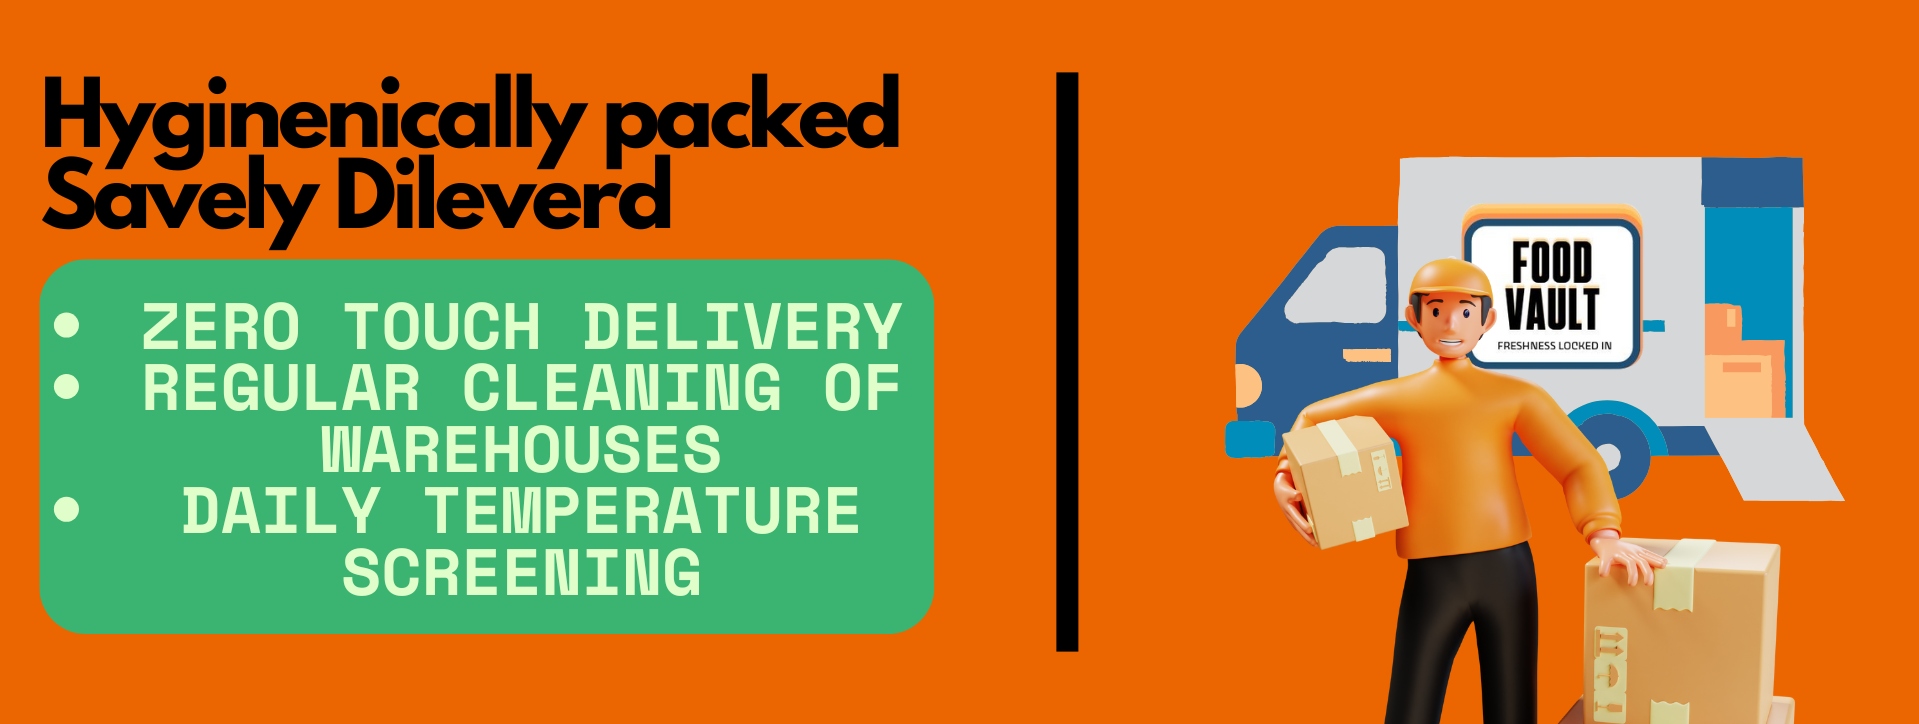 Hyginenically packed
Savely Dileverd
ZERO TOUCH DELIVERY
REGULAR CLEANING OF
WAREHOUSES
DAILY TEMPERATURE
SCREENING
FOOD
VAULT
FRESHNESS LOCKED IN